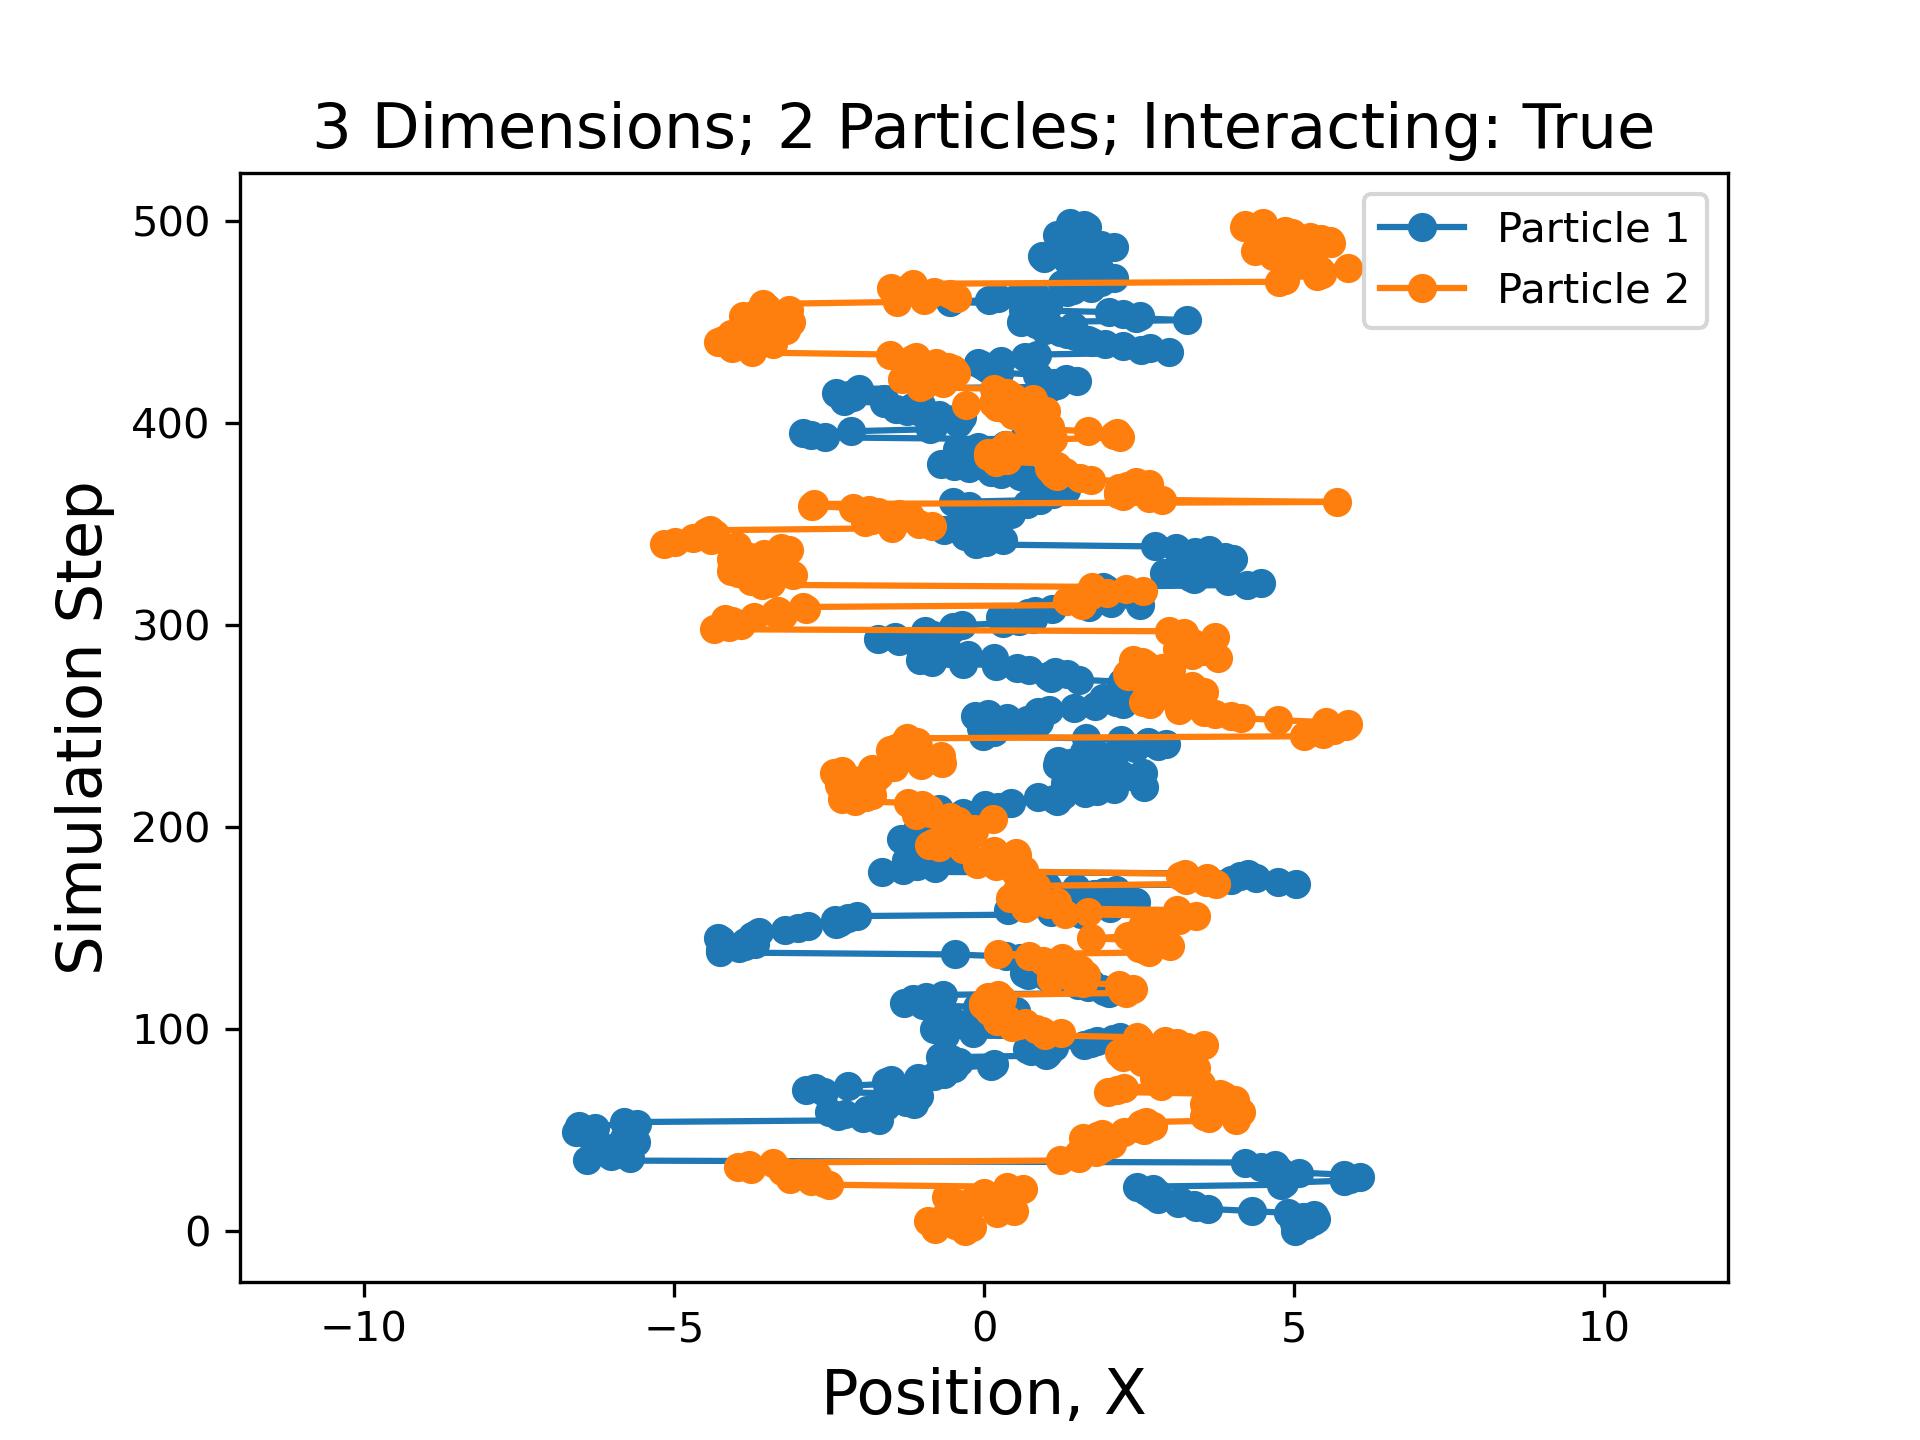 3 Dimensions; 2 Particles; Interacting: True
Particle 1
Particle 2
500
400
300
200
100
0
Simulation Step
−10
−5
0
5
10
Position, X